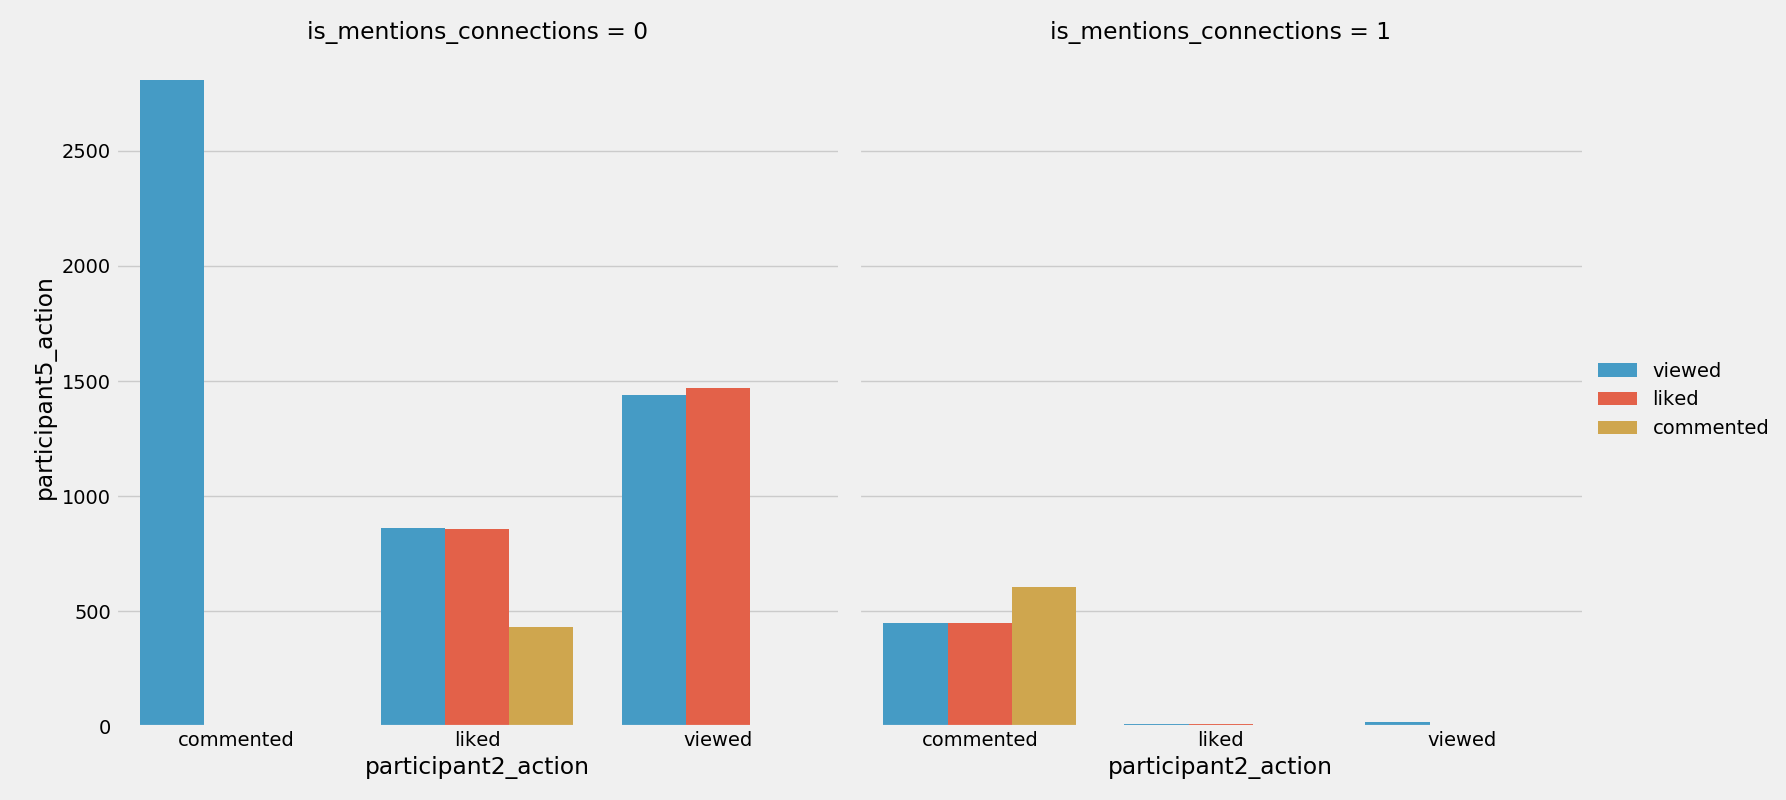 is_mentions_connections = 0
is_mentions_connections = 1
participant5_action
2500
2000
1500
1000
500
0
commented
liked
viewed
participant2_action
commented
liked
viewed
participant2_action
viewed
liked
commented